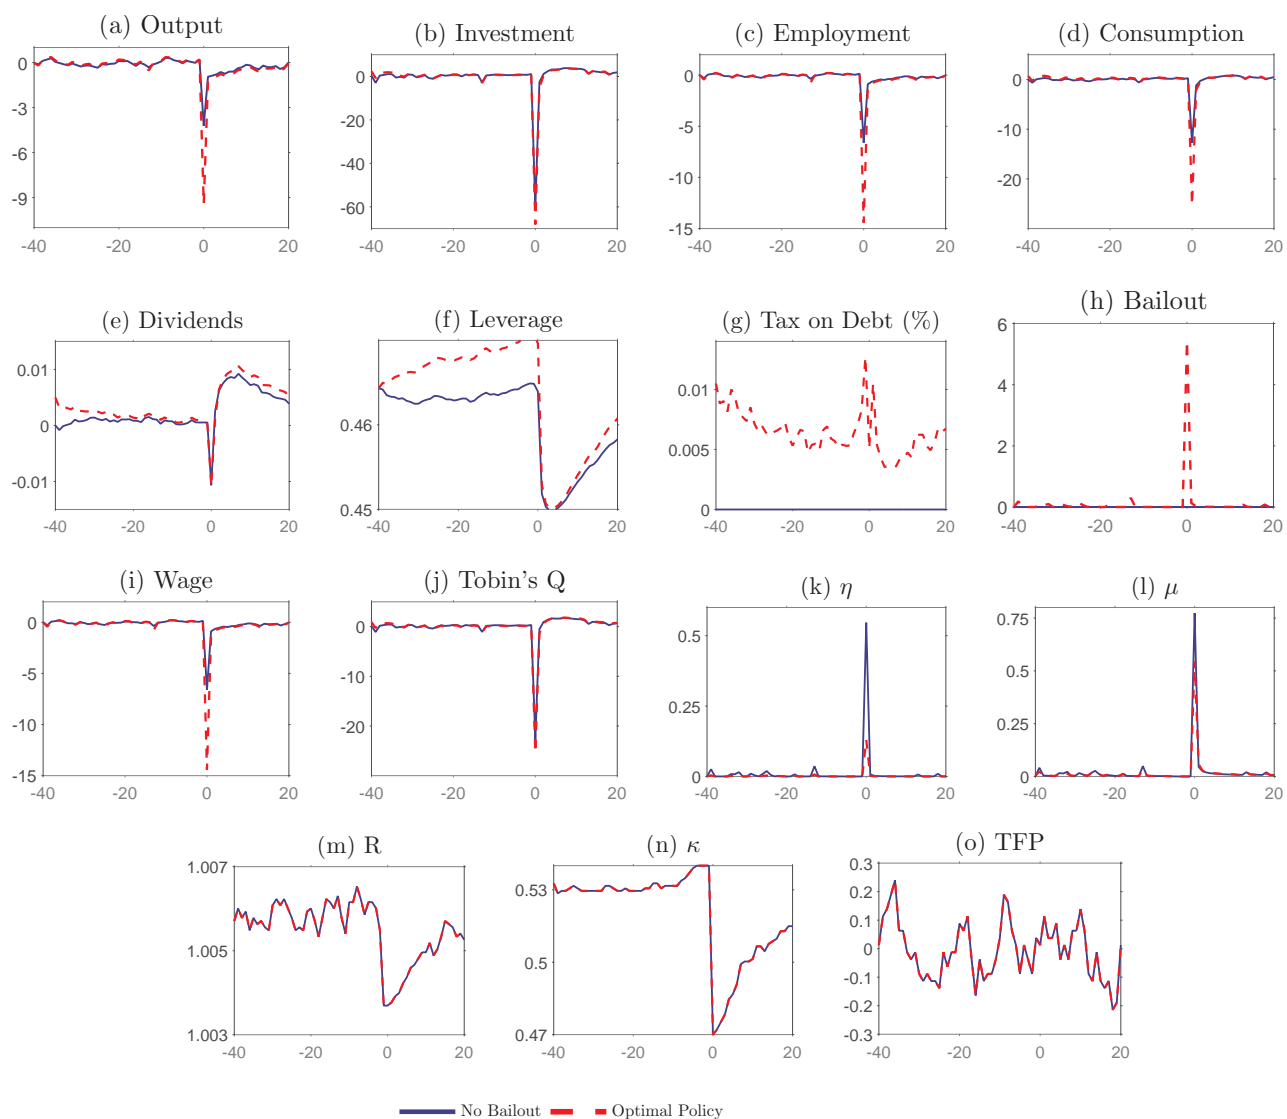 (a) Output
(b) Investment
(c) Employment
(d) Consumption
0
-3
-6
-9
-40 -20 0 20
0
-20
-40
-60
-40 -20 0 20
0
-5
-10
-15
-40 -20 0 20
0
-10
-20
-40 -20 0 20
(e) Dividends
(f) Leverage
(g) Tax on Debt (%)
(h) Bailout
0.01
0
-0.01
-40 -20 0 20
0.46
0.45
-40 -20 0 20
0.01
0.005
0
-40 -20 0 20
6
4
2
0
-40 -20 0 20
(i) Wage
(j) Tobin's Q
(k) η
(l) μ
0
-5
-10
-15
-40 -20 0 20
0
-10
-20
-40 -20 0 20
0.5
0.25
0
-40 -20 0 20
0.75
0.5
0.25
0
-40 -20 0 20
(m) R
(n) κ
(o) TFP
1.007
1.005
1.003
-40 -20 0 20
0.53
0.5
0.47
-40 -20 0 20
0.3
0.2
0.1
0
-0.1
-0.2
-0.3
-40 -20 0 20
No Bailout Optimal Policy